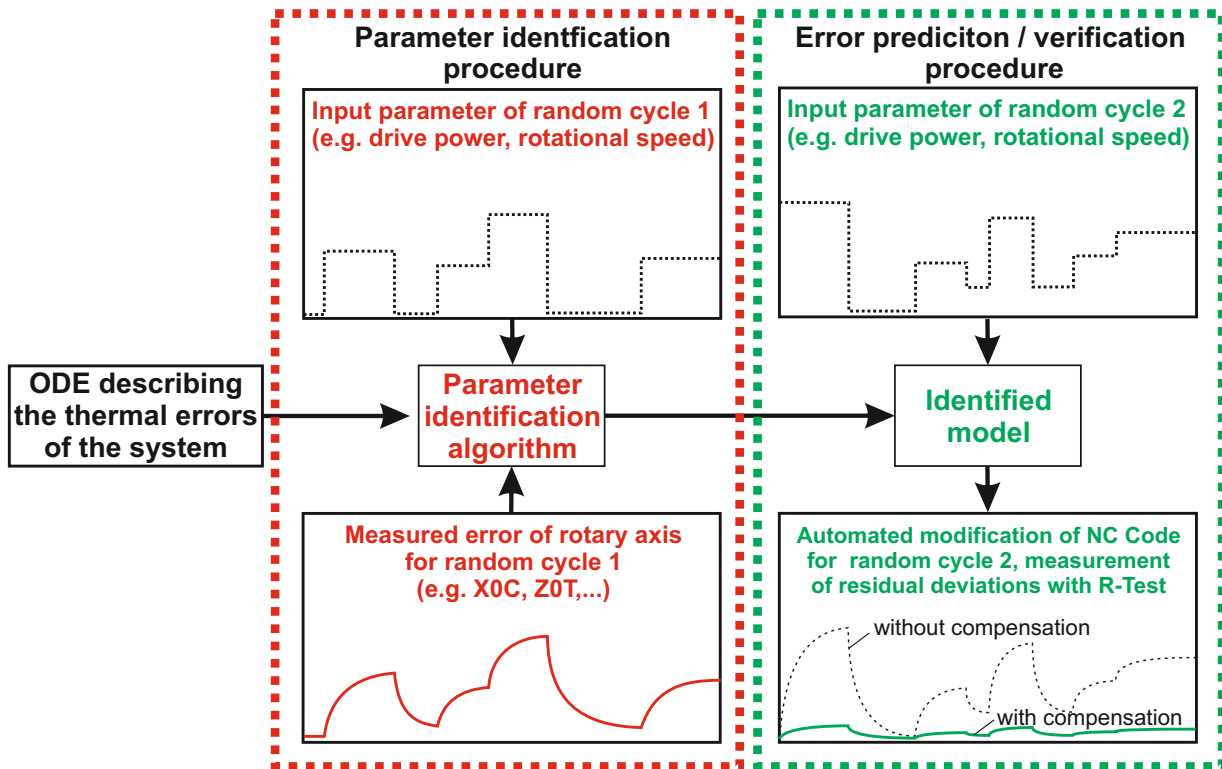 Parameter identfication
procedure
Input parameter of random cycle 1
(e.g. drive power, rotational speed)
ODE describing
the thermal errors
of the system
Parameter
identification
algorithm
Measured error of rotary axis
for random cycle 1
(e.g. X0C, Z0T,...)
Error prediciton / verification
procedure
Input parameter of random cycle 2
(e.g. drive power, rotational speed)
Identified
model
Automated modification of NC Code
for random cycle 2, measurement
of residual deviations with R-Test
without compensation
with compensation